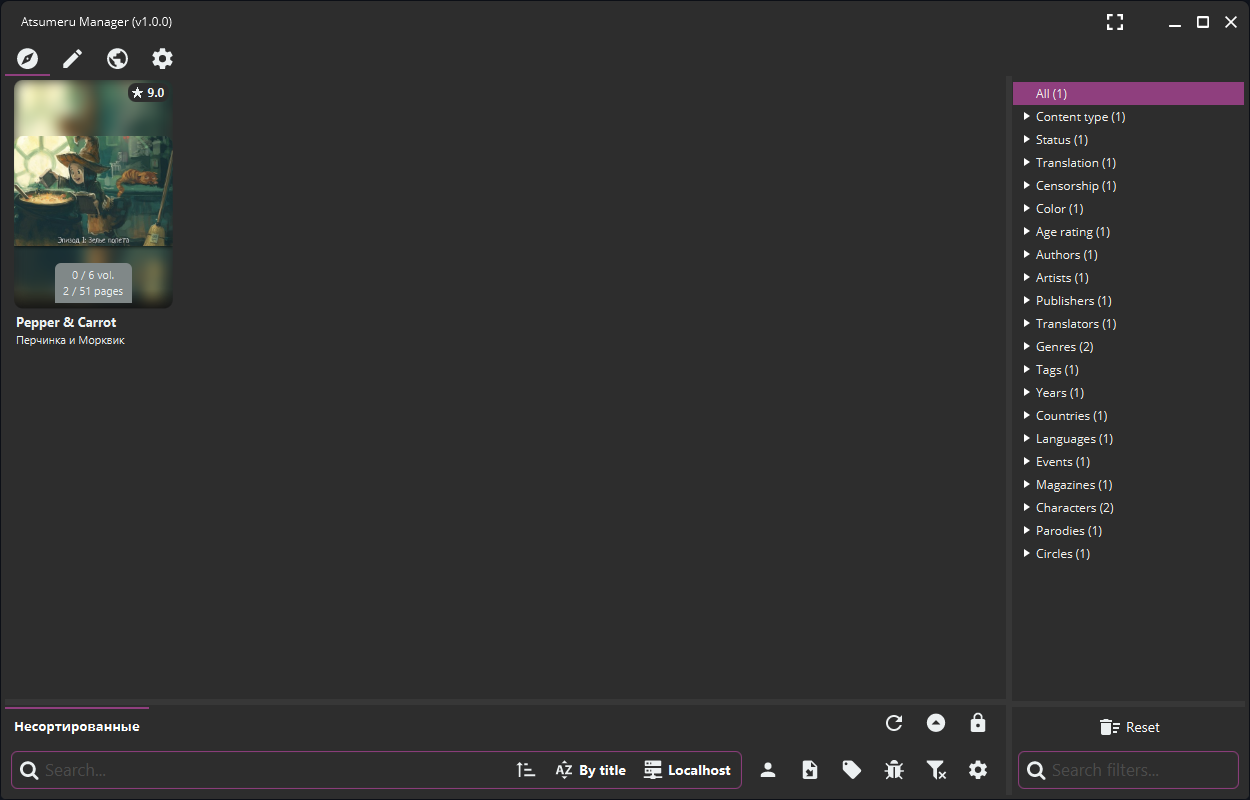 Atsumeru Manager (v1.0.0)
9.0
Эпизод 1: Зелье полёта
0 / 6 vol.
2 / 51 pages
Pepper & Carrot
Перчинка и Морквик
All (1)
Content type (1)
Status (1)
Translation (1)
Censorship (1)
Color (1)
Age rating (1)
Authors (1)
Artists (1)
Publishers (1)
Translators (1)
Genres (2)
Tags (1)
Years (1)
Countries (1)
Languages (1)
Events (1)
Magazines (1)
Characters (2)
Parodies (1)
Circles (1)
Несортированные
Reset
Search...
AZ By title
Localhost
Search filters...